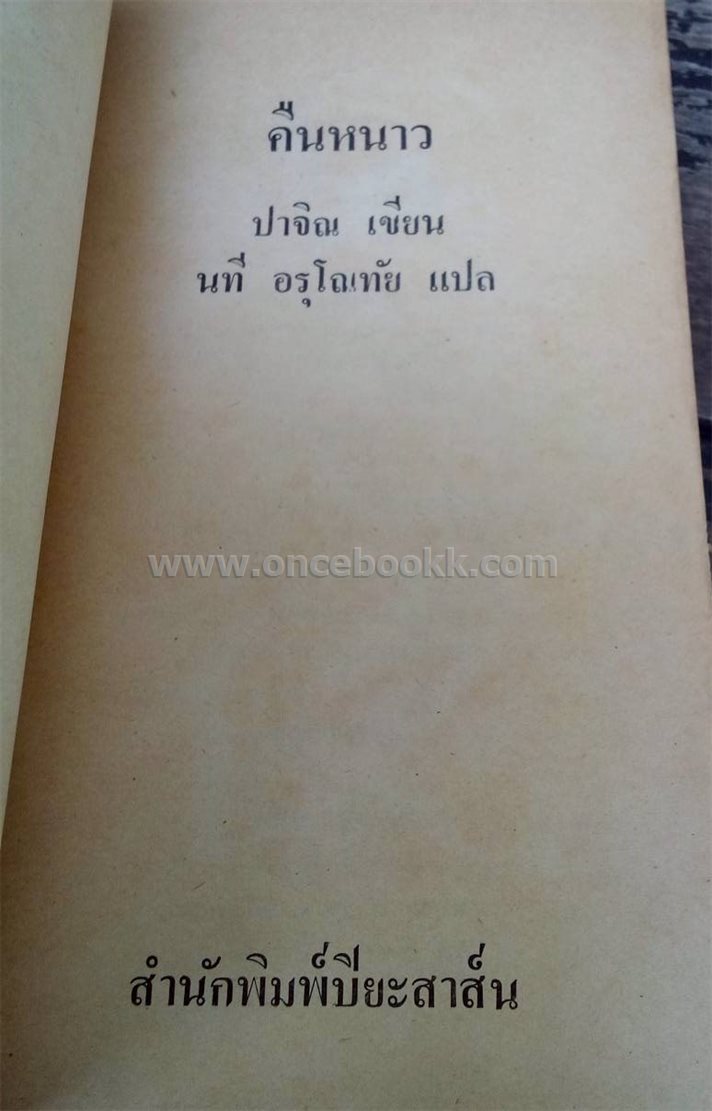 คืนหนาว
ปาจิณ เซียน
นที อรุโณทัย แปล
www.oncebookk.com
สำนักพิมพ์ปิยะสาส์น